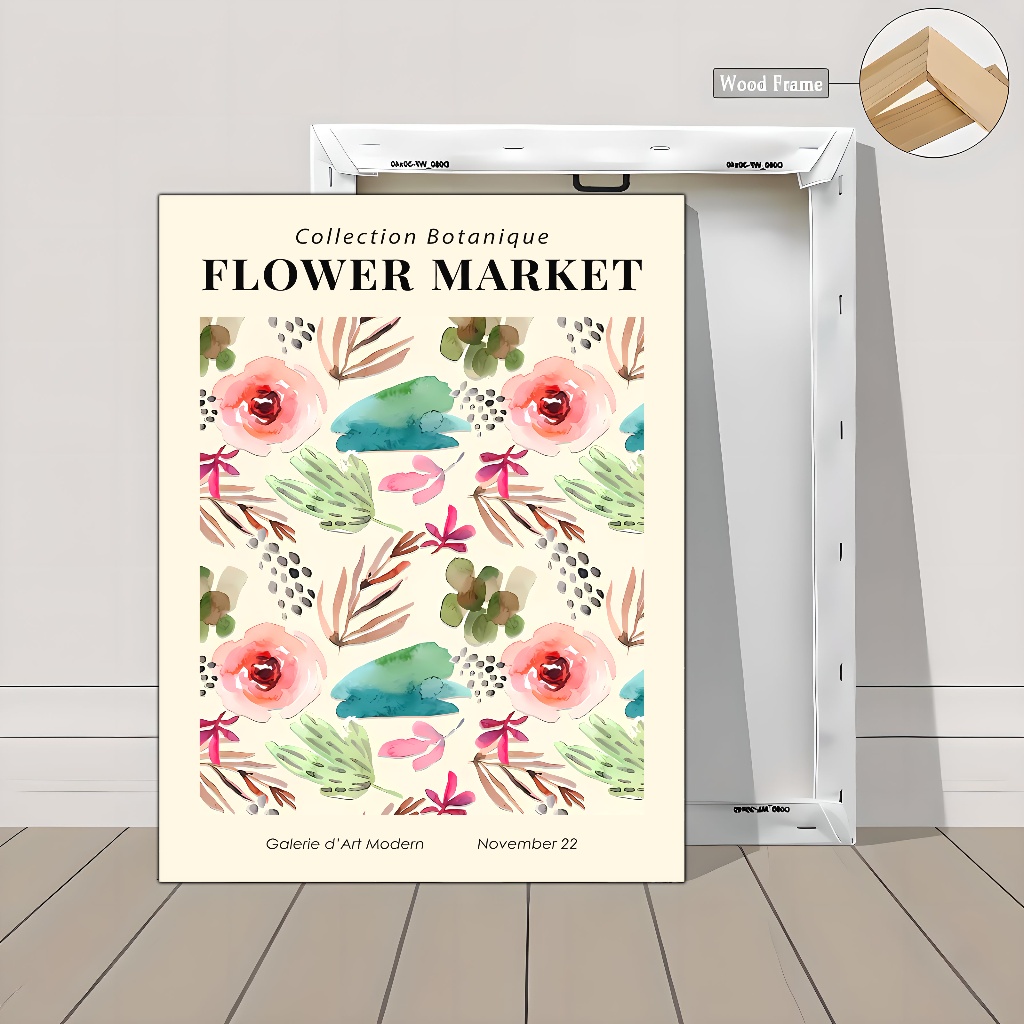 Wood Frame
Collection Botanique
FLOWER MARKET
Galerie d'Art Modern
November 22